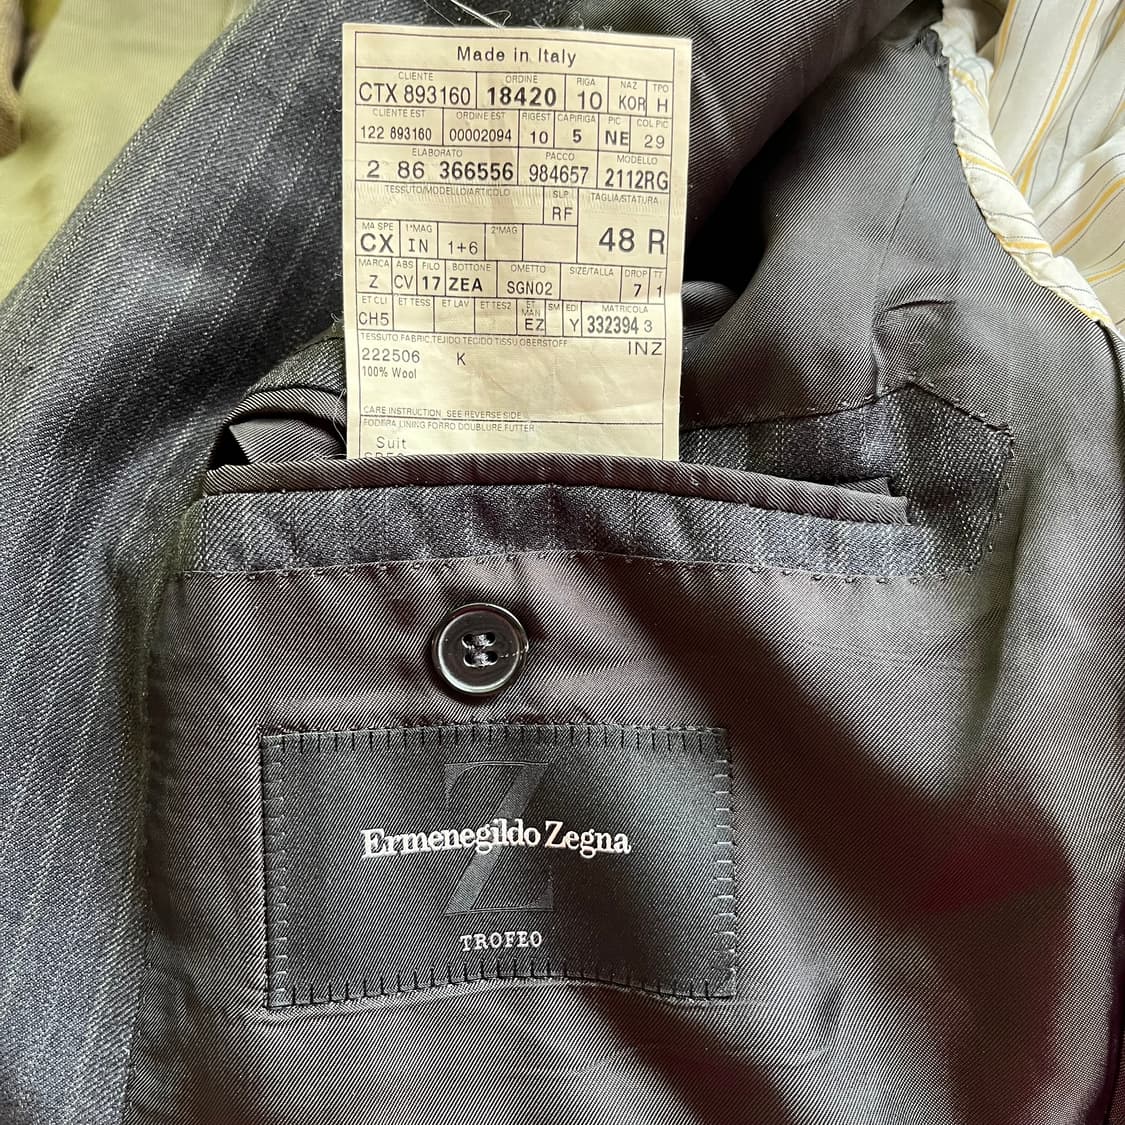 Made in Italy
CLIENTE ORDINE RIGA NAZ TPO
CTX 893160 18420 10 KOR H
CLIENTE EST ORDINE EST RIGEST CAPIRIGA PIC COL PIC
122 893160 00002094 10 5 NE 29
ELABORATO PACCO MODELLO
2 86 366556 984657 2112RG
TESSUTO/MODELLO/ARTICOLO SLP TAGLIA/STATURA
RF
MA SPE 1°MAG 2°MAG 48 R
CX IN 1+6
MARCA ABS FILO BOTTONE OMETTO SIZE/TALLA DROP TT
Z CV 17 ZEA SGN02 7 1
ET CLI ET TESS ET LAV ET TES2 ET MAN SM EDI MATRICOLA
CH5 EZ Y 332394 3
TESSUTO FABRIC TEJIDO TECIDO TISSU OBERSTOFF INZ
222506 K
100% Wool
CARE INSTRUCTION SEE REVERSE SIDE
FODERA LINING FORRO DOUBLURE FUTTER
Suit
Ermenegildo Zegna
TROFEO